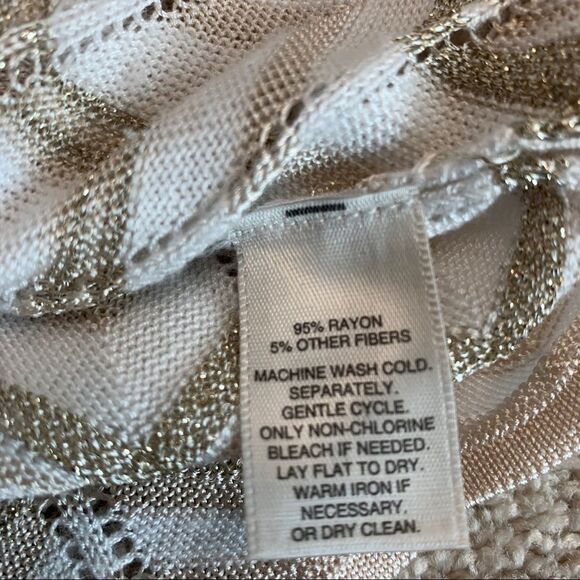 95% RAYON
5% OTHER FIBERS
MACHINE WASH COLD.
SEPARATELY.
GENTLE CYCLE.
ONLY NON-CHLORINE
BLEACH IF NEEDED.
LAY FLAT TO DRY.
WARM IRON IF
NECESSARY.
OR DRY CLEAN.